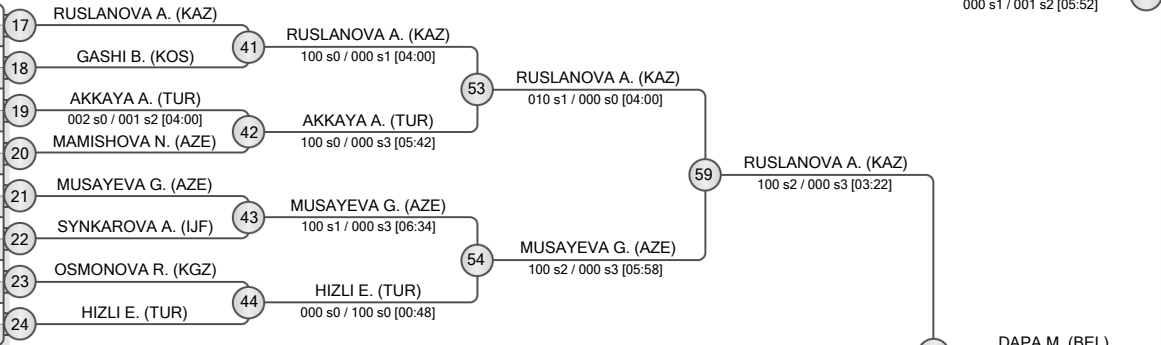 000 s1 / 001 s2 [05:52]
17
RUSLANOVA A. (KAZ)
18
GASHI B. (KOS)
41
RUSLANOVA A. (KAZ)
100 s0 / 000 s1 [04:00]
19
AKKAYA A. (TUR)
002 s0 / 001 s2 [04:00]
20
MAMISHOVA N. (AZE)
42
AKKAYA A. (TUR)
100 s0 / 000 s3 [05:42]
53
RUSLANOVA A. (KAZ)
010 s1 / 000 s0 [04:00]
21
MUSAYEVA G. (AZE)
22
SYNKAROVA A. (IJF)
43
MUSAYEVA G. (AZE)
100 s1 / 000 s3 [06:34]
23
OSMONOVA R. (KGZ)
24
HIZLI E. (TUR)
44
HIZLI E. (TUR)
000 s0 / 100 s0 [00:48]
54
MUSAYEVA G. (AZE)
100 s2 / 000 s3 [05:58]
59
RUSLANOVA A. (KAZ)
100 s2 / 000 s3 [03:22]
DAPA M. (BEL)